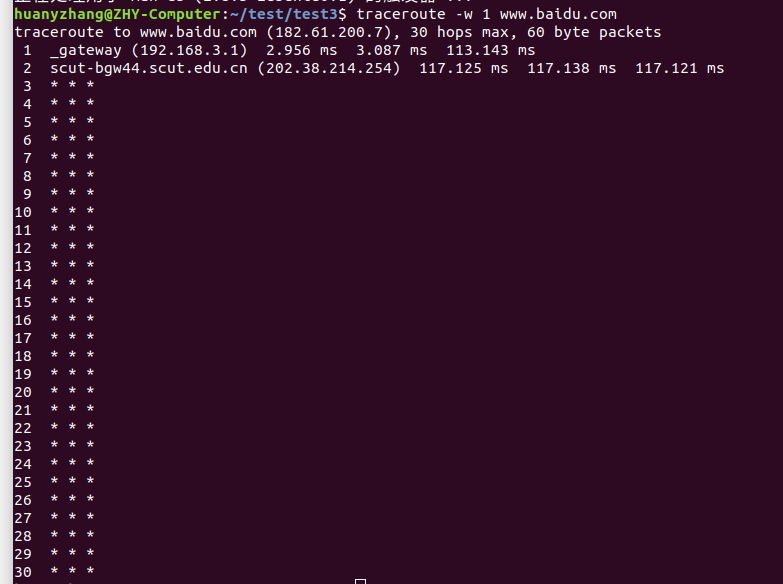 huanyzhang@ZHY-Computer:~/test/test3$ traceroute -w 1 www.baidu.com
traceroute to www.baidu.com (182.61.200.7), 30 hops max, 60 byte packets
 1  _gateway (192.168.3.1)  2.956 ms  3.087 ms  113.143 ms
 2  scut-bgw44.scut.edu.cn (202.38.214.254)  117.125 ms  117.138 ms  117.121 ms
 3  * * *
 4  * * *
 5  * * *
 6  * * *
 7  * * *
 8  * * *
 9  * * *
10  * * *
11  * * *
12  * * *
13  * * *
14  * * *
15  * * *
16  * * *
17  * * *
18  * * *
19  * * *
20  * * *
21  * * *
22  * * *
23  * * *
24  * * *
25  * * *
26  * * *
27  * * *
28  * * *
29  * * *
30  * * *